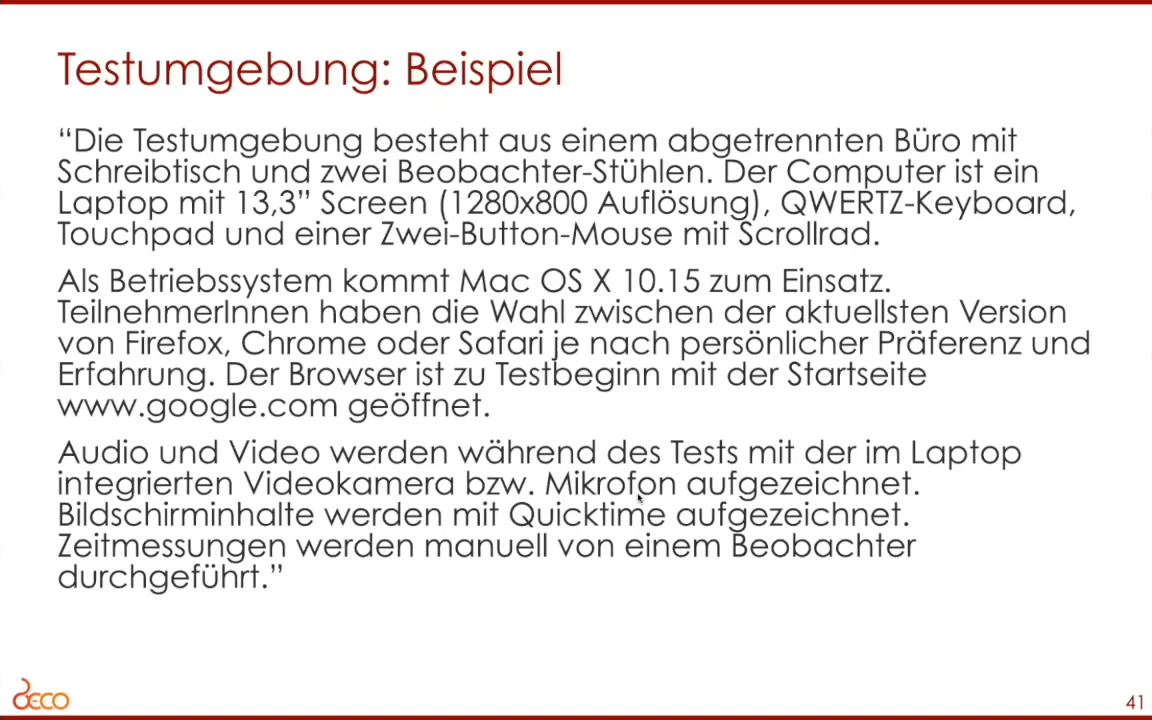 Testumgebung: Beispiel
“Die Testumgebung besteht aus einem abgetrennten Büro mit
Schreibtisch und zwei Beobachter-Stühlen. Der Computer ist ein
Laptop mit 13,3” Screen (1280x800 Auflösung), QWERTZ-Keyboard,
Touchpad und einer Zwei-Button-Mouse mit Scrollrad.
Als Betriebssystem kommt Mac OS X 10.15 zum Einsatz.
TeilnehmerInnen haben die Wahl zwischen der aktuellsten Version
von Firefox, Chrome oder Safari je nach persönlicher Präferenz und
Erfahrung. Der Browser ist zu Testbeginn mit der Startseite
www.google.com geöffnet.
Audio und Video werden während des Tests mit der im Laptop
integrierten Videokamera bzw. Mikrofon aufgezeichnet.
Bildschirminhalte werden mit Quicktime aufgezeichnet.
Zeitmessungen werden manuell von einem Beobachter
durchgeführt.”
DECO
41